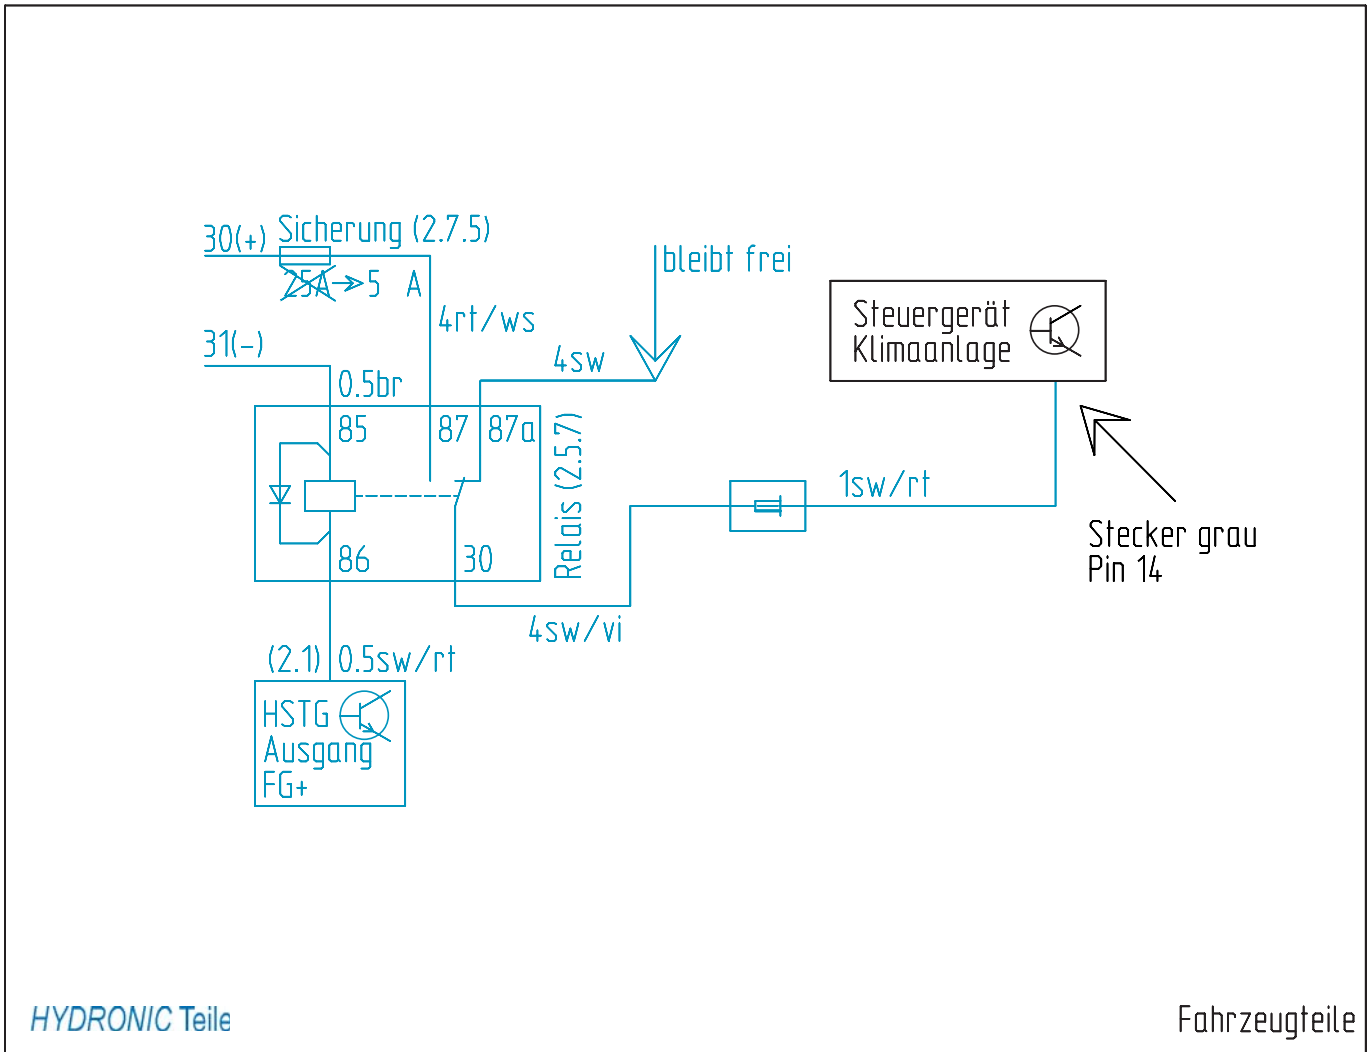 30(+) Sicherung (2.7.5)
25A 5 A
bleibt frei
4rt/ws
31(-)
4sw
0.5br
85 87 87a
Relais (2.5.7)
86 30
4sw/vi
(2.1) 0.5sw/rt
HSTG
Ausgang
FG+
Steuergerät
Klimaanlage
1sw/rt
Stecker grau
Pin 14
HYDRONIC Teile
Fahrzeugteile